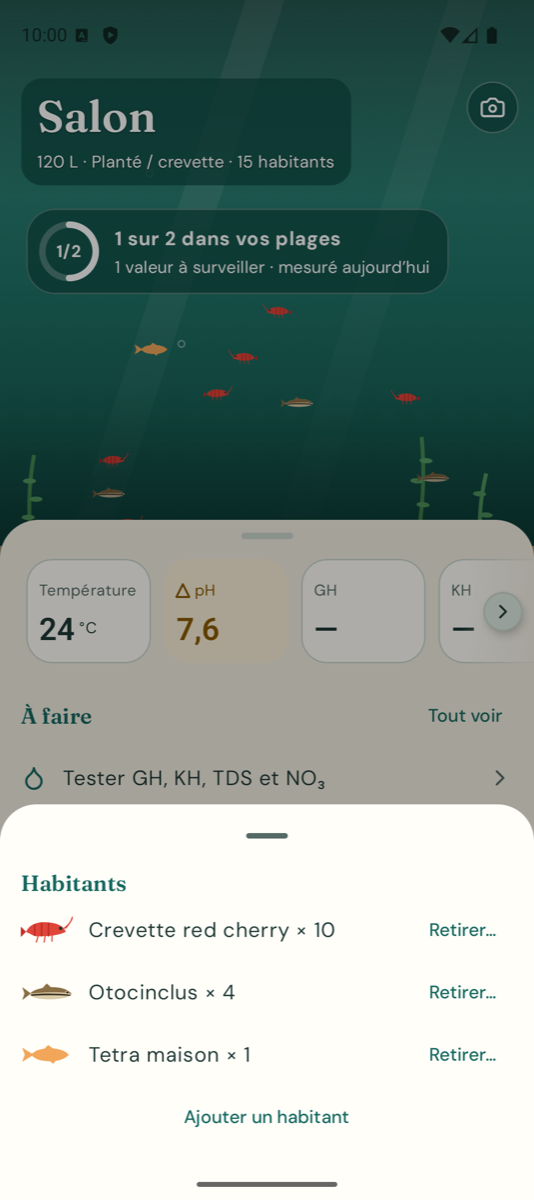 10:00
Salon
120 L · Planté / crevette · 15 habitants
1/2
1 sur 2 dans vos plages
1 valeur à surveiller · mesuré aujourd’hui
Température
24 °C
pH
7,6
GH
—
KH
—
À faire
Tout voir
Tester GH, KH, TDS et NO₃
Habitants
Crevette red cherry × 10
Retirer…
Otocinclus × 4
Retirer…
Tetra maison × 1
Retirer…
Ajouter un habitant